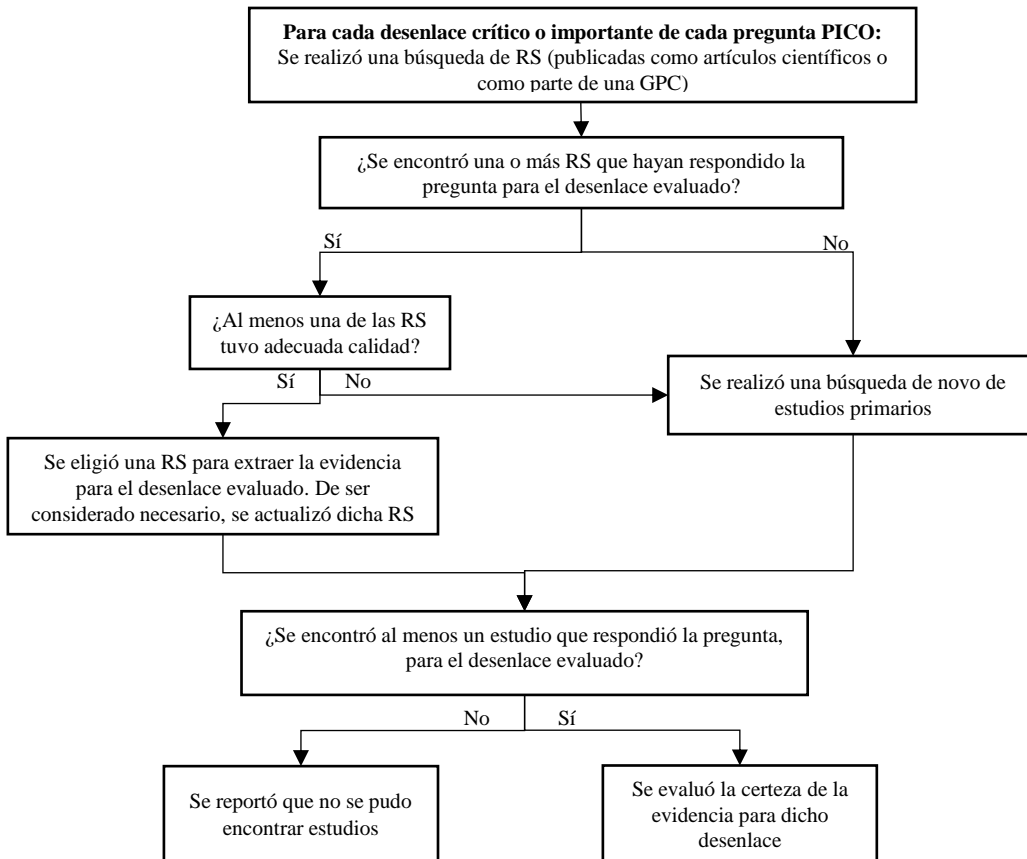 Para cada desenlace crítico o importante de cada pregunta PICO:
Se realizó una búsqueda de RS (publicadas como artículos científicos o
como parte de una GPC)
¿Se encontró una o más RS que hayan respondido la
pregunta para el desenlace evaluado?
Sí
No
¿Al menos una de las RS
tuvo adecuada calidad?
Sí
No
Se realizó una búsqueda de novo de
estudios primarios
Se eligió una RS para extraer la evidencia
para el desenlace evaluado. De ser
considerado necesario, se actualizó dicha RS
¿Se encontró al menos un estudio que respondió la pregunta,
para el desenlace evaluado?
No
Sí
Se reportó que no se pudo
encontrar estudios
Se evaluó la certeza de la
evidencia para dicho
desenlace